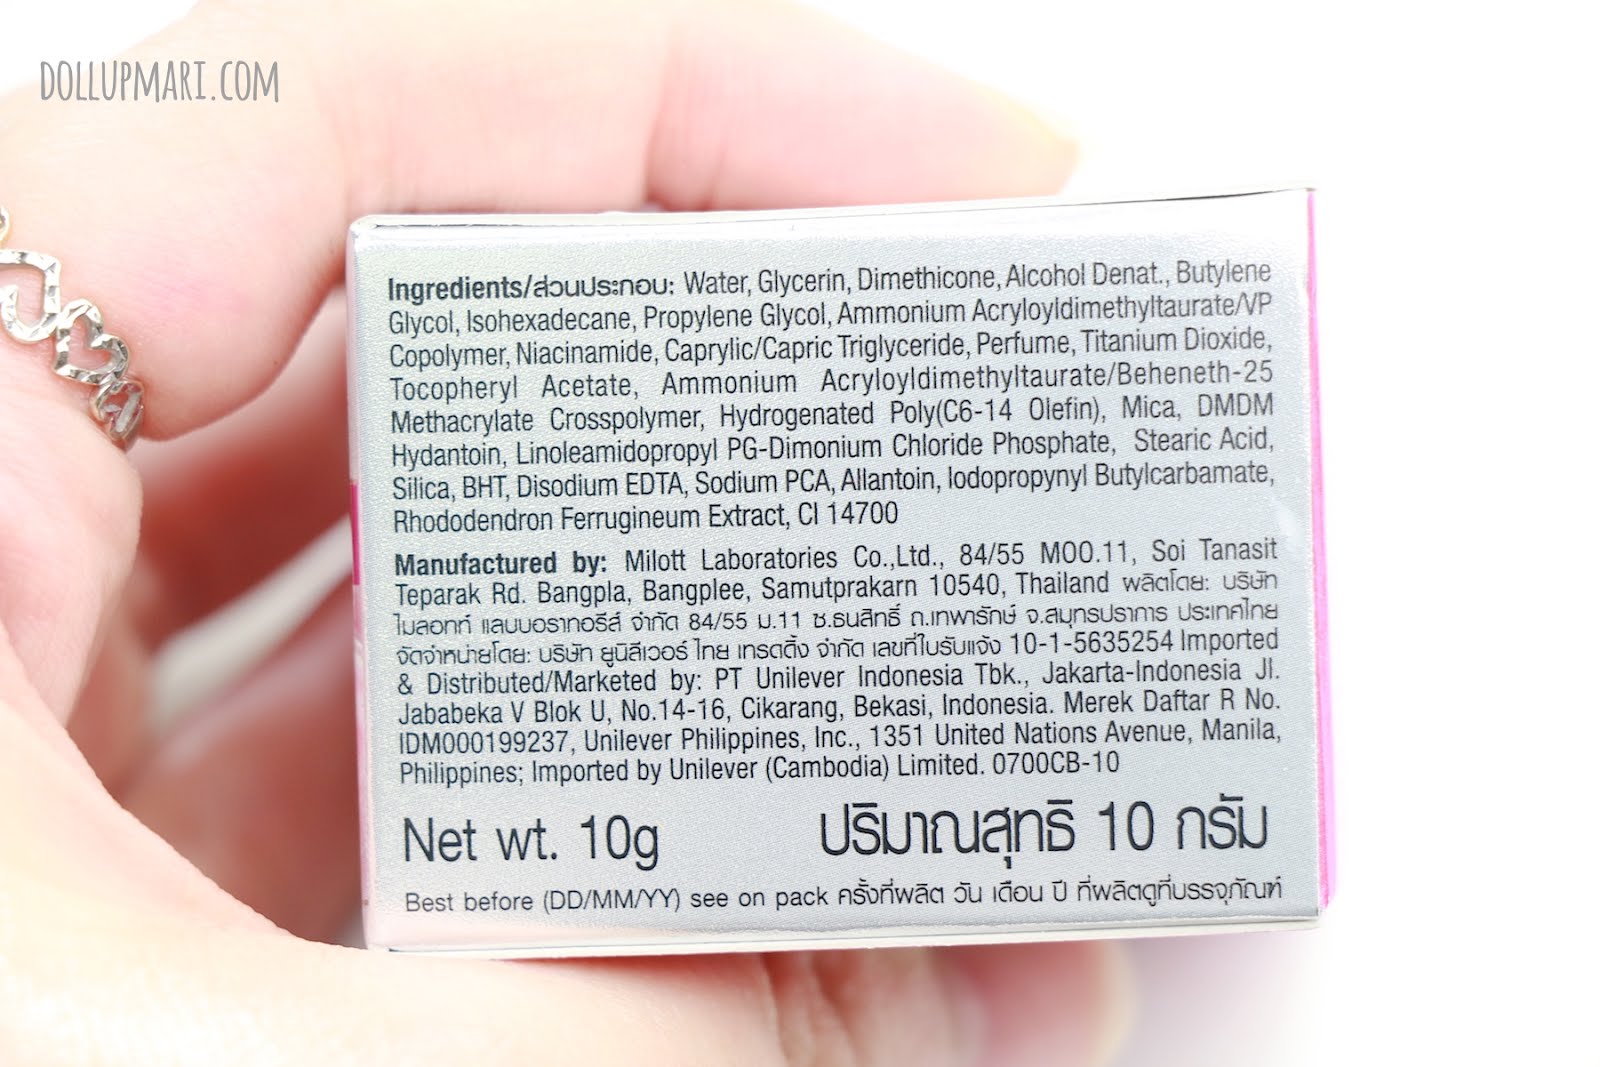 DOLLUPMARI.COM
Ingredients/ส่วนประกอบ: Water, Glycerin, Dimethicone, Alcohol Denat., Butylene
Glycol, Isohexadecane, Propylene Glycol, Ammonium Acryloyldimethyltaurate/VP
Copolymer, Niacinamide, Caprylic/Capric Triglyceride, Perfume, Titanium Dioxide,
Tocopheryl Acetate, Ammonium Acryloyldimethyltaurate/Beheneth-25
Methacrylate Crosspolymer, Hydrogenated Poly(C6-14 Olefin), Mica, DMDM
Hydantoin, Linoleamidopropyl PG-Dimonium Chloride Phosphate, Stearic Acid,
Silica, BHT, Disodium EDTA, Sodium PCA, Allantoin, Iodopropynyl Butylcarbamate,
Rhododendron Ferrugineum Extract, CI 14700
Manufactured by: Milott Laboratories Co.,Ltd., 84/55 MOO.11, Soi Tanasit
Teparak Rd. Bangpla, Bangplee, Samutprakarn 10540, Thailand ผลิตโดย: บริษัท
ไมลอทท์ แลบบอราทอรีส์ จำกัด 84/55 ม.11 ซ.ธนสิทธิ์ ถ.เทพารักษ์ จ.สมุทรปราการ ประเทศไทย
จัดจำหน่ายโดย: บริษัท ยูนิลีเวอร์ ไทย เทรดดิ้ง จำกัด เลขที่ใบรับแจ้ง 10-1-5635254 Imported
& Distributed/Marketed by: PT Unilever Indonesia Tbk., Jakarta-Indonesia Jl.
Jababeka V Blok U, No.14-16, Cikarang, Bekasi, Indonesia. Merek Daftar R No.
IDM000199237, Unilever Philippines, Inc., 1351 United Nations Avenue, Manila,
Philippines; Imported by Unilever (Cambodia) Limited. 0700CB-10
Net wt. 10g ปริมาณสุทธิ 10 กรัม
Best before (DD/MM/YY) see on pack ครั้งที่ผลิต วัน เดือน ปี ที่ผลิตดูที่บรรจุภัณฑ์